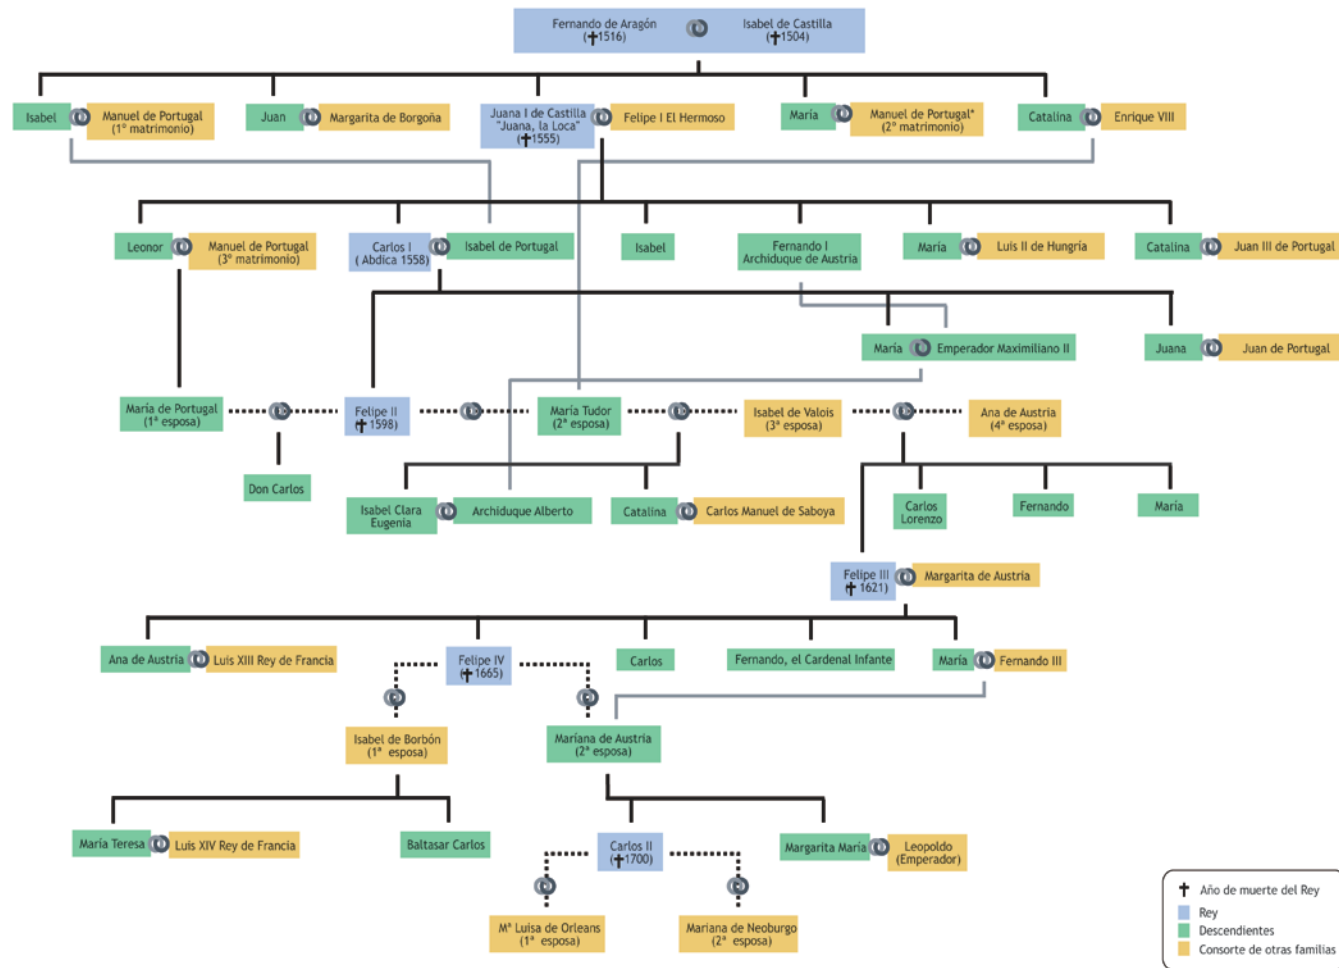 Fernando de Aragón
(✝1516)
Isabel de Castilla
(✝1504)
Isabel
Manuel de Portugal
(1º matrimonio)
Juan
Margarita de Borgoña
Juana I de Castilla
"Juana, la Loca"
(✝1555)
Felipe I El Hermoso
María
Manuel de Portugal*
(2º matrimonio)
Catalina
Enrique VIII
Leonor
Manuel de Portugal
(3º matrimonio)
Carlos I
( Abdica 1558)
Isabel de Portugal
Isabel
Fernando I
Archiduque de Austria
María
Luis II de Hungría
Catalina
Juan III de Portugal
María
Emperador Maximiliano II
Juana
Juan de Portugal
María de Portugal
(1ª esposa)
Felipe II
(✝ 1598)
María Tudor
(2ª esposa)
Isabel de Valois
(3ª esposa)
Ana de Austria
(4ª esposa)
Don Carlos
Isabel Clara
Eugenia
Archiduque Alberto
Catalina
Carlos Manuel de Saboya
Carlos
Lorenzo
Fernando
María
Felipe III
(✝ 1621)
Margarita de Austria
Ana de Austria
Luis XIII Rey de Francia
Felipe IV
(✝ 1665)
Carlos
Fernando, el Cardenal Infante
María
Fernando III
Isabel de Borbón
(1ª esposa)
Maríana de Austria
(2ª esposa)
María Teresa
Luis XIV Rey de Francia
Baltasar Carlos
Carlos II
(✝1700)
Margarita María
Leopoldo
(Emperador)
Mª Luisa de Orleans
(1ª esposa)
Mariana de Neoburgo
(2ª esposa)
✝ Año de muerte del Rey
Rey
Descendientes
Consorte de otras familias